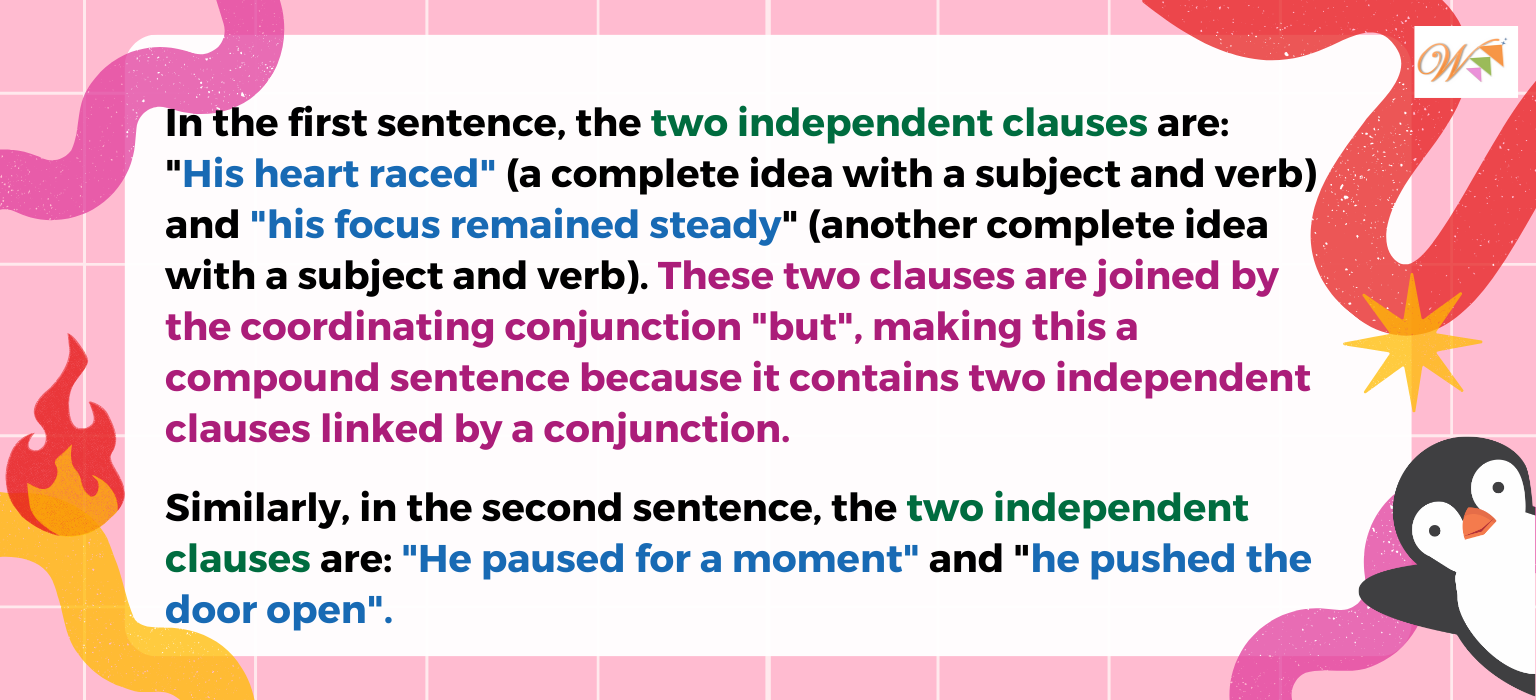 In the first sentence, the two independent clauses are:
"His heart raced" (a complete idea with a subject and verb)
and "his focus remained steady" (another complete idea
with a subject and verb). These two clauses are joined by
the coordinating conjunction "but", making this a
compound sentence because it contains two independent
clauses linked by a conjunction.
Similarly, in the second sentence, the two independent
clauses are: "He paused for a moment" and "he pushed the
door open".
W